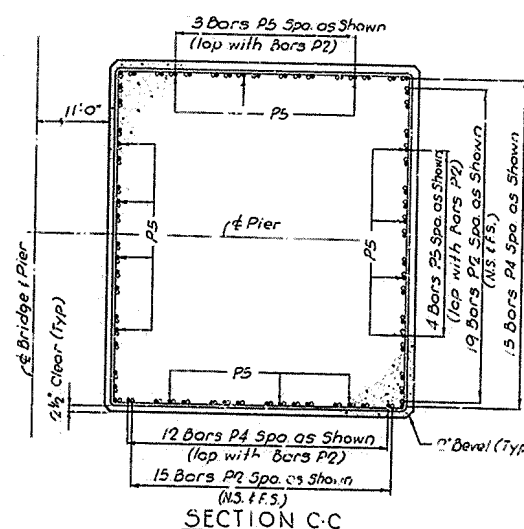 3 Bars P5 Spa. as Shown
(lap with Bars P2)
P5
11'0"
P5
℄ Pier
P5
4 Bars P5 Spa. as Shown
(lap with Bars P2)
19 Bars P2 Spa. as Shown
(N.S. & F.S.)
15 Bars P4 Spa. as Shown
℄ Bridge & Pier
2½" Clear (Typ)
P5
12 Bars P4 Spa. as Shown
(lap with Bars P2)
15 Bars P2 Spa. as Shown
(N.S. & F.S.)
2" Bevel (Typ
SECTION C-C